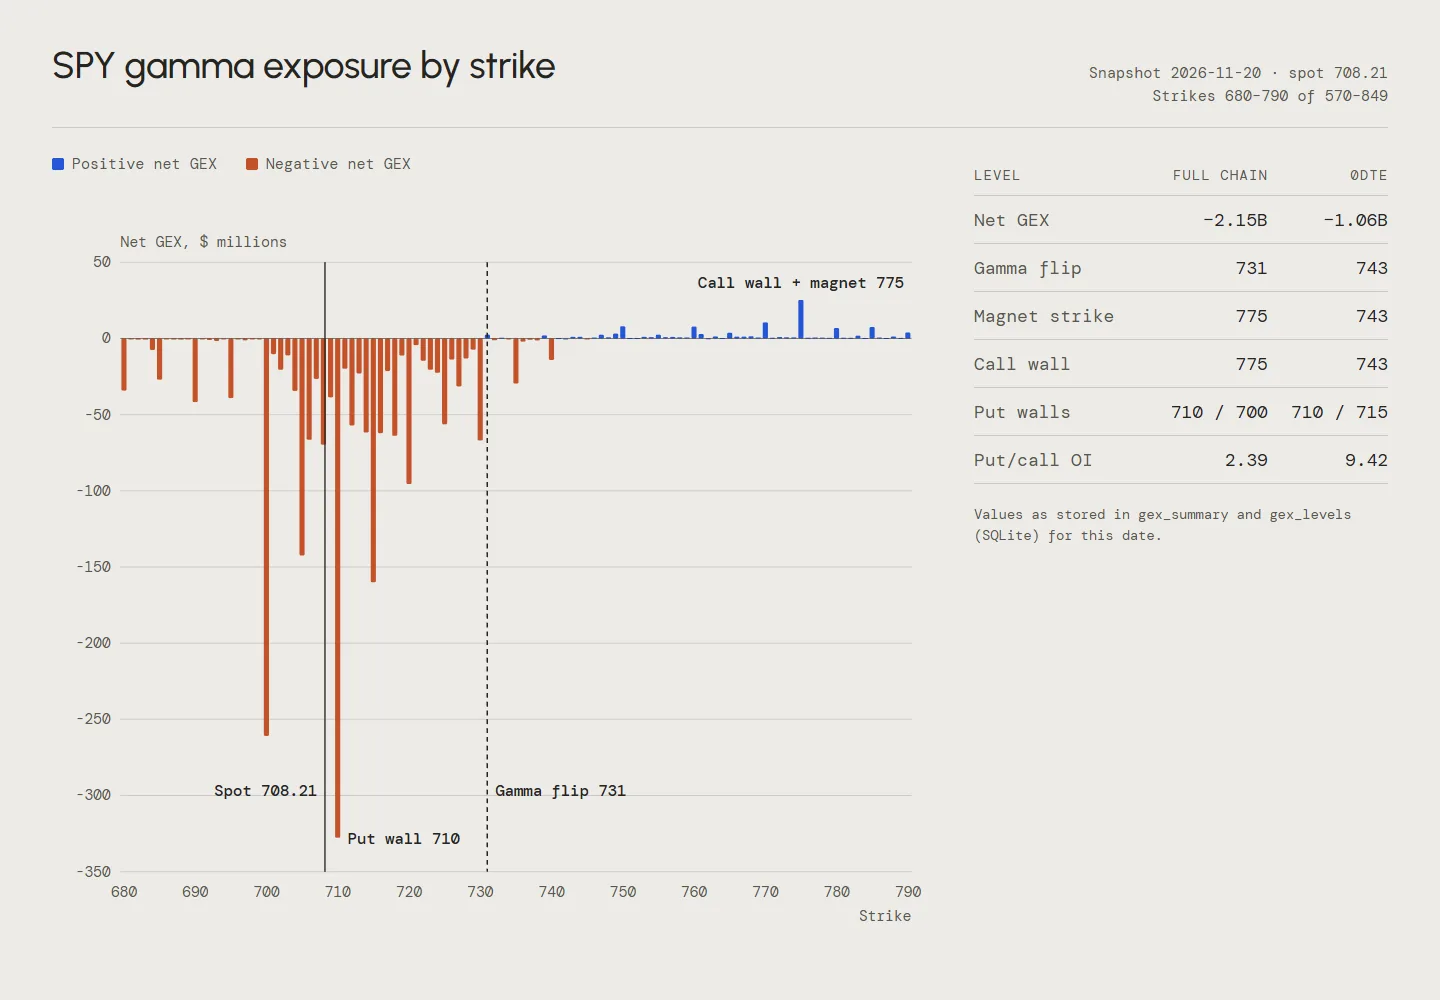 SPY gamma exposure by strike
Snapshot 2026-11-20 · spot 708.21
Strikes 680–790 of 570–849
Positive net GEX
Negative net GEX
LEVEL FULL CHAIN 0DTE
Net GEX −2.15B −1.06B
Gamma flip 731 743
Magnet strike 775 743
Call wall 775 743
Put walls 710 / 700 710 / 715
Put/call OI 2.39 9.42
Values as stored in gex_summary and gex_levels
(SQLite) for this date.
Net GEX, $ millions
50
Call wall + magnet 775
0
-50
-100
-150
-200
-250
-300
Spot 708.21
Gamma flip 731
Put wall 710
-350
680 690 700 710 720 730 740 750 760 770 780 790
Strike